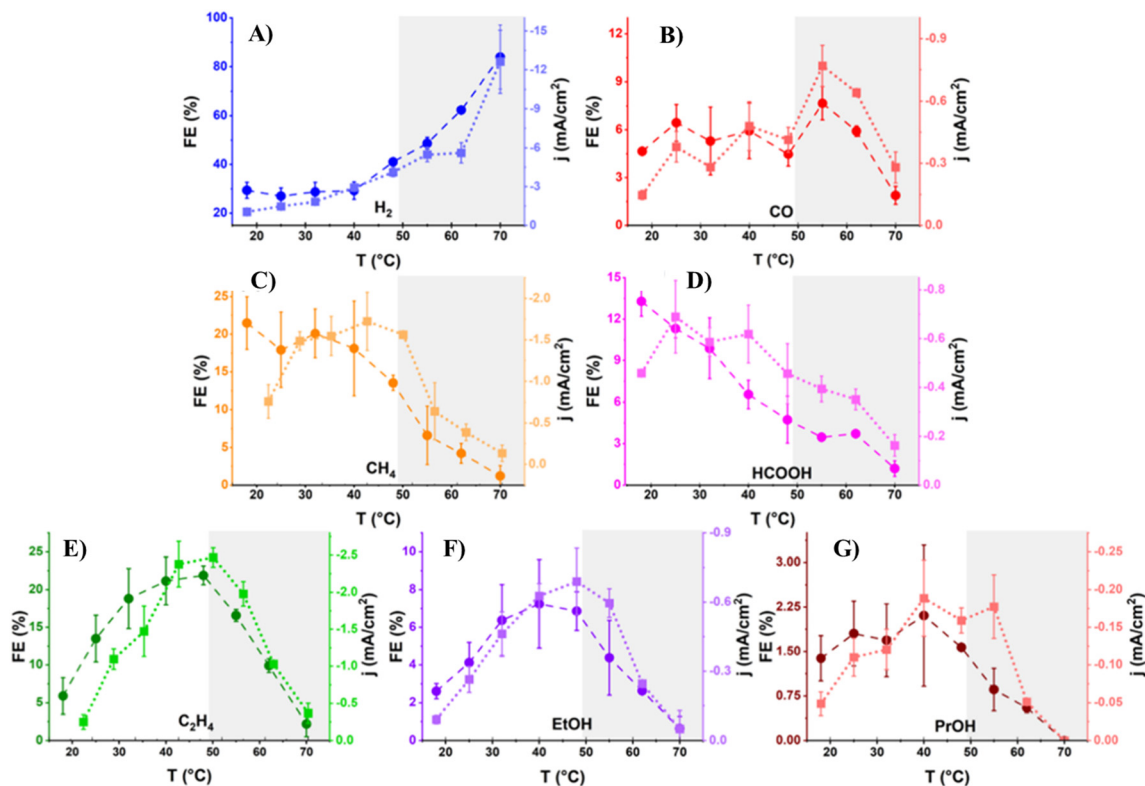 A)
FE (%)
100
80
60
40
20
-15
-12
-9
-6
-3
0
j (mA/cm²)
H₂
20 30 40 50 60 70
T (°C)
B)
FE (%)
12
9
6
3
0
-0.9
-0.6
-0.3
0.0
j (mA/cm²)
CO
20 30 40 50 60 70
T (°C)
C)
FE (%)
25
20
15
10
5
0
-2.0
-1.5
-1.0
-0.5
0.0
j (mA/cm²)
CH₄
20 30 40 50 60 70
T (°C)
D)
FE (%)
15
12
9
6
3
0
-0.8
-0.6
-0.4
-0.2
0.0
j (mA/cm²)
HCOOH
20 30 40 50 60 70
T (°C)
E)
FE (%)
25
20
15
10
5
0
-2.5
-2.0
-1.5
-1.0
-0.5
0.0
j (mA/cm²)
C₂H₄
20 30 40 50 60 70
T (°C)
F)
FE (%)
10
8
6
4
2
0
-0.9
-0.6
-0.3
0.0
j (mA/cm²)
EtOH
20 30 40 50 60 70
T (°C)
G)
FE (%)
3.00
2.25
1.50
0.75
0.00
-0.25
-0.20
-0.15
-0.10
-0.05
0.00
j (mA/cm²)
PrOH
20 30 40 50 60 70
T (°C)